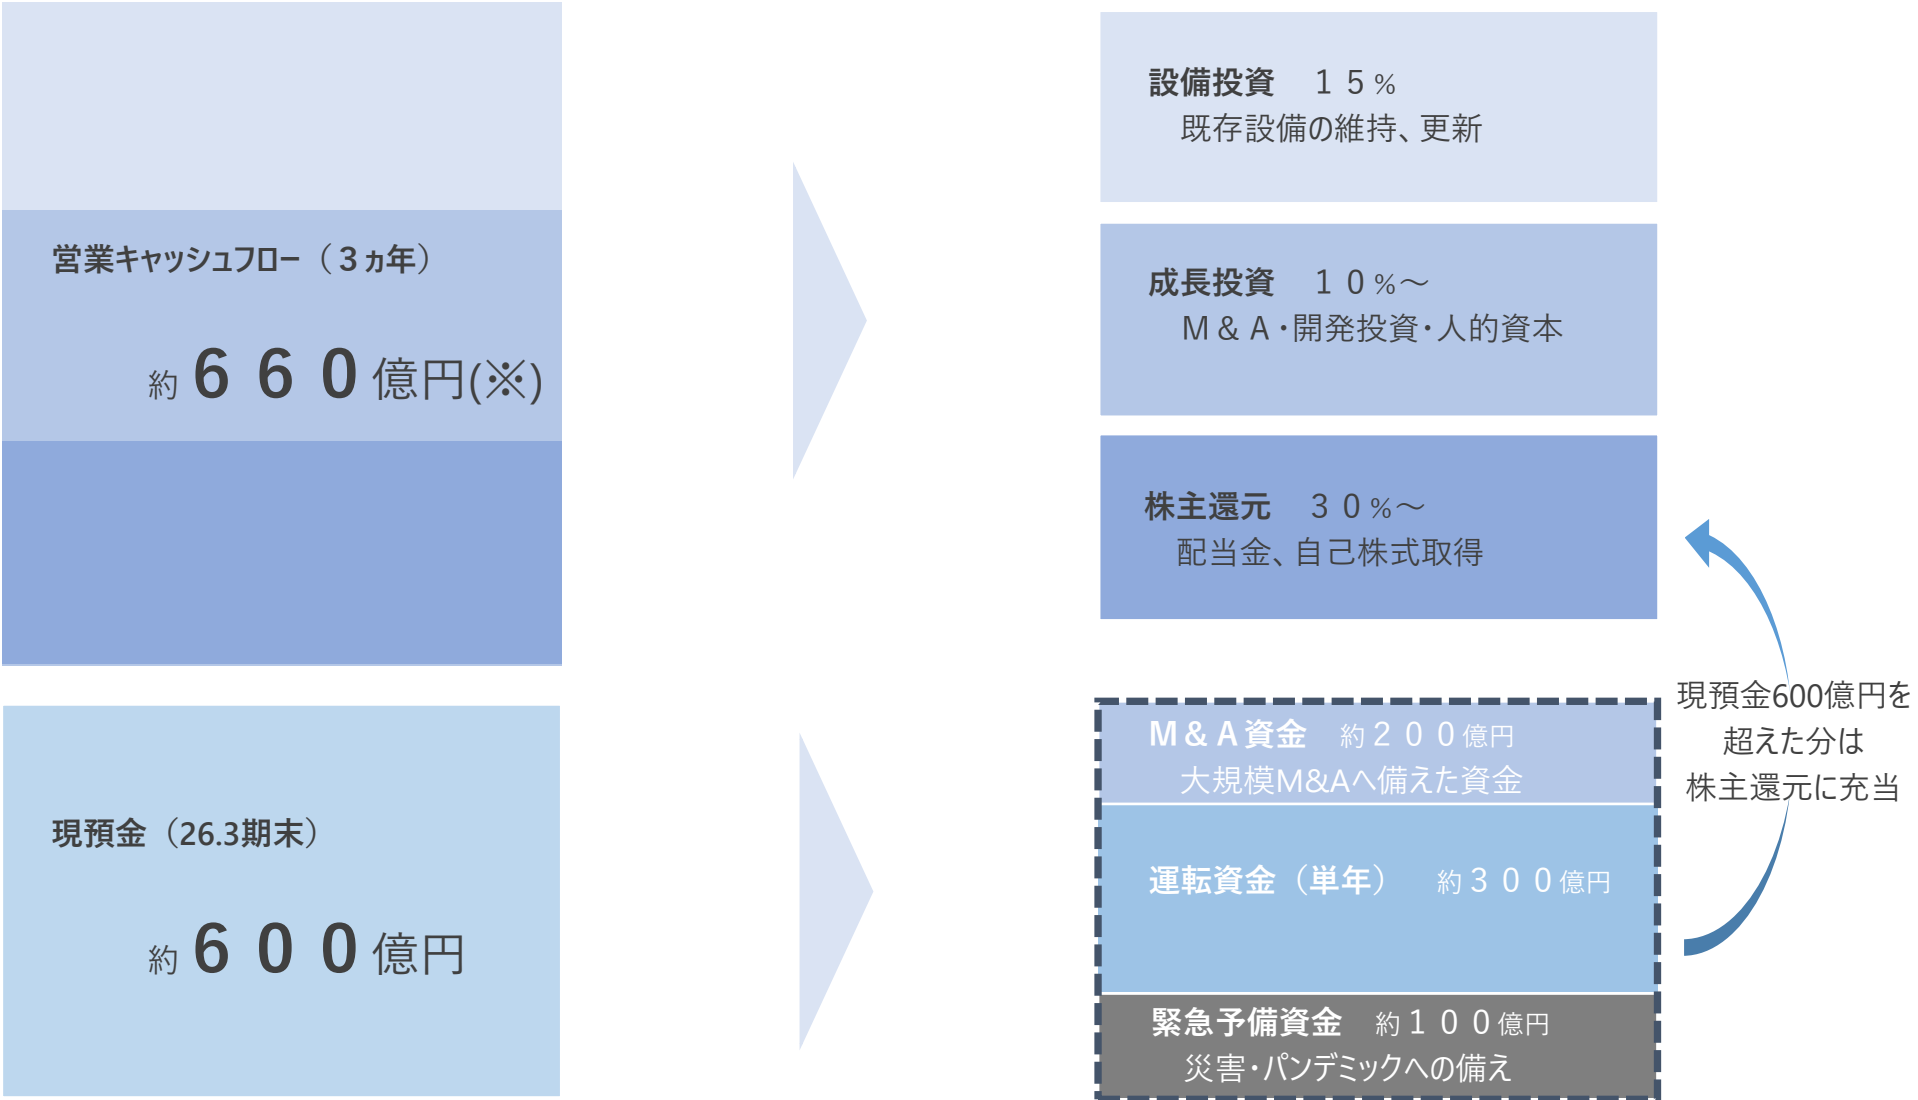 営業キャッシュフロー（３ヵ年）
約６６０億円(※)
現預金（26.3期末）
約６００億円
設備投資　１５%
既存設備の維持、更新
成長投資　１０%～
Ｍ＆Ａ・開発投資・人的資本
株主還元　３０%～
配当金、自己株式取得
Ｍ＆Ａ資金　約２００億円
大規模M&Aへ備えた資金
運転資金（単年）　約３００億円
緊急予備資金　約１００億円
災害・パンデミックへの備え
現預金600億円を
超えた分は
株主還元に充当